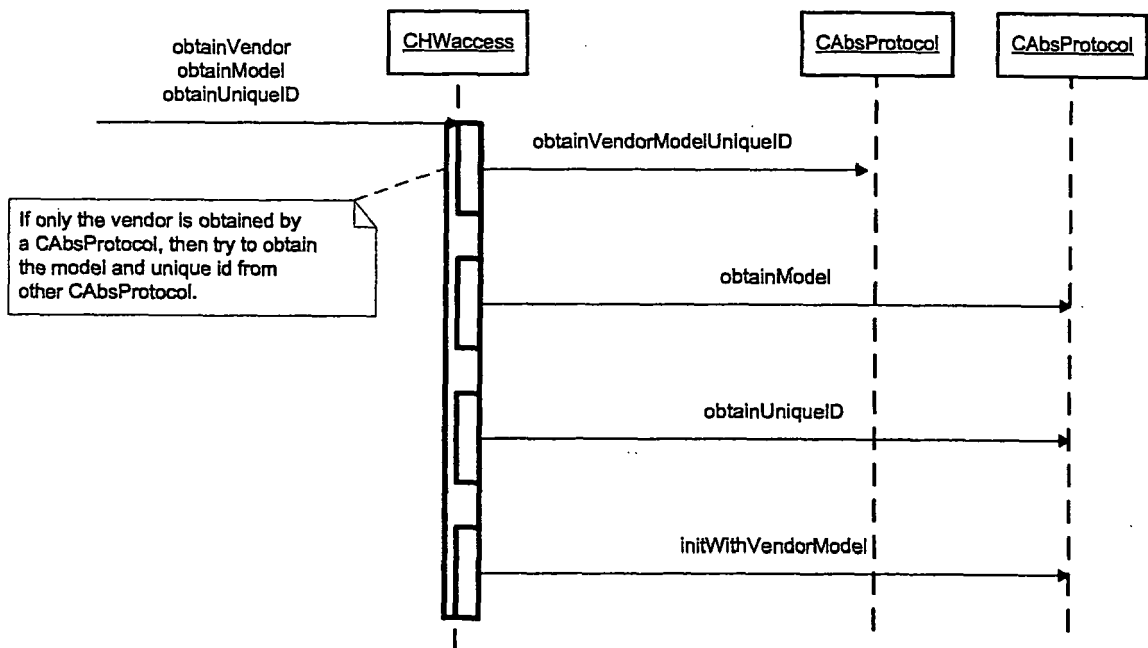 CHWaccess
CAbsProtocol
CAbsProtocol
obtainVendor
obtainModel
obtainUniqueID
obtainVendorModelUniqueID
If only the vendor is obtained by
a CAbsProtocol, then try to obtain
the model and unique id from
other CAbsProtocol.
obtainModel
obtainUniqueID
initWithVendorModel